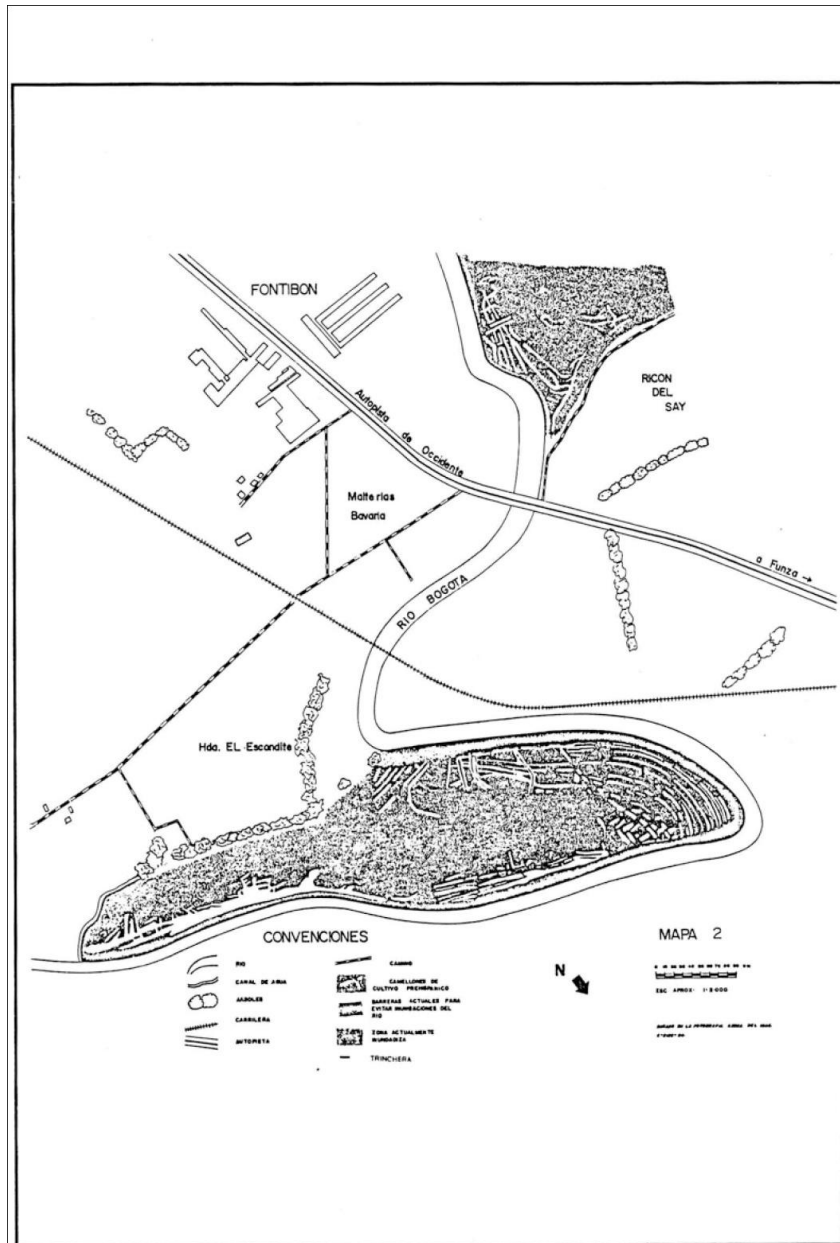 FONTIBON
RICON
DEL
SAY
Autopista de Occidente
Malterias
Bavaria
a Funza →
RIO BOGOTA
Hda. EL Escondite
CONVENCIONES
RIO
CANAL DE AGUA
ARBOLES
CARRILERA
AUTOPISTA
CAMINO
CAMELLONES DE
CULTIVO PREHISPANICO
BARRERAS ACTUALES PARA
EVITAR INUNDACIONES DEL
RIO
ZONA ACTUALMENTE
INUNDADIZA
TRINCHERA
N
MAPA 2
ESC APROX: